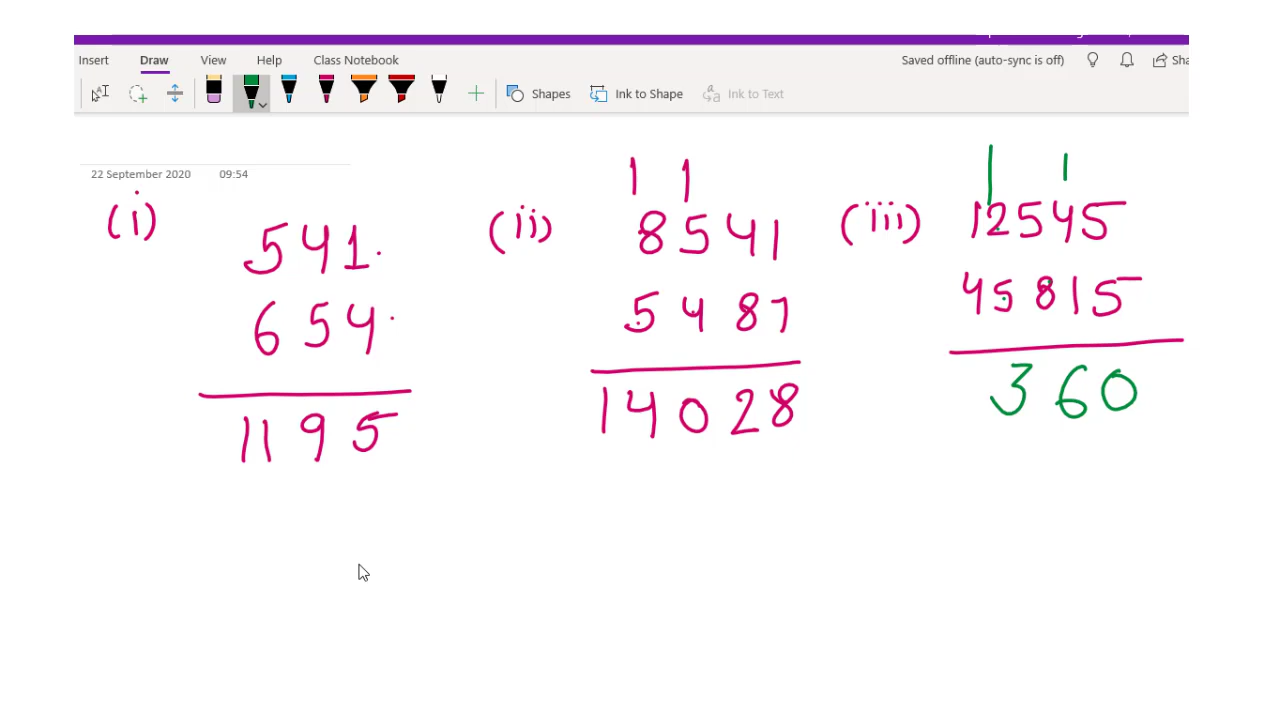 Insert Draw View Help Class Notebook Saved offline (auto-sync is off)
Shapes Ink to Shape Ink to Text
22 September 2020 09:54
(i)
541.
654.
1195
(ii)
1 1
8541
5487
14028
(iii)
1 1
12545
45815
360